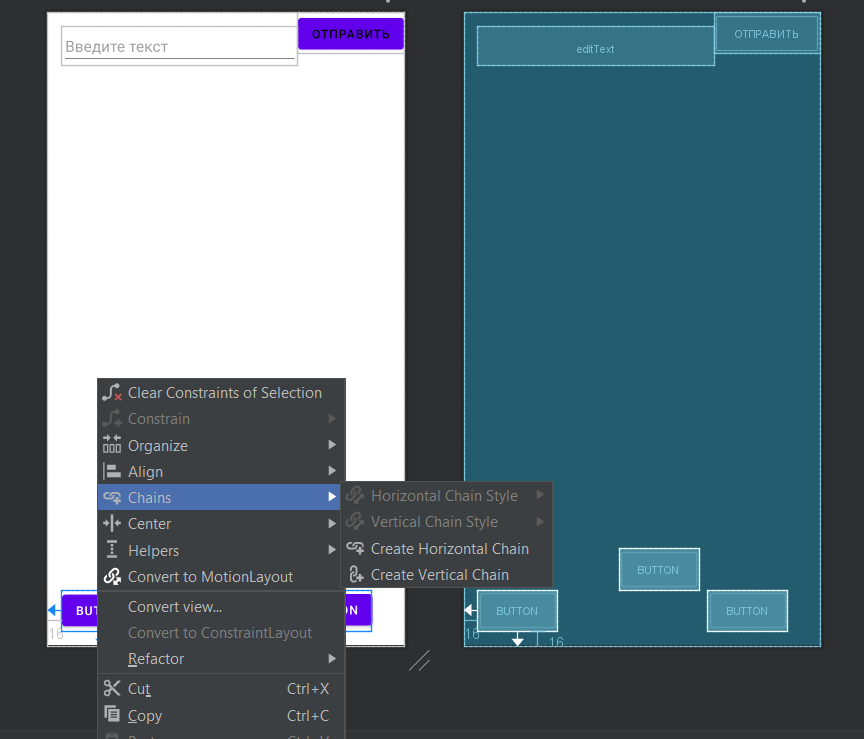 Введите текст
ОТПРАВИТЬ
editText
ОТПРАВИТЬ
Clear Constraints of Selection
Constrain
Organize
Align
Chains
Center
Helpers
Convert to MotionLayout
Convert view...
Convert to ConstraintLayout
Refactor
Cut Ctrl+X
Copy Ctrl+C
Horizontal Chain Style
Vertical Chain Style
Create Horizontal Chain
Create Vertical Chain
BUT
ON
16
BUTTON
BUTTON
BUTTON
16
16